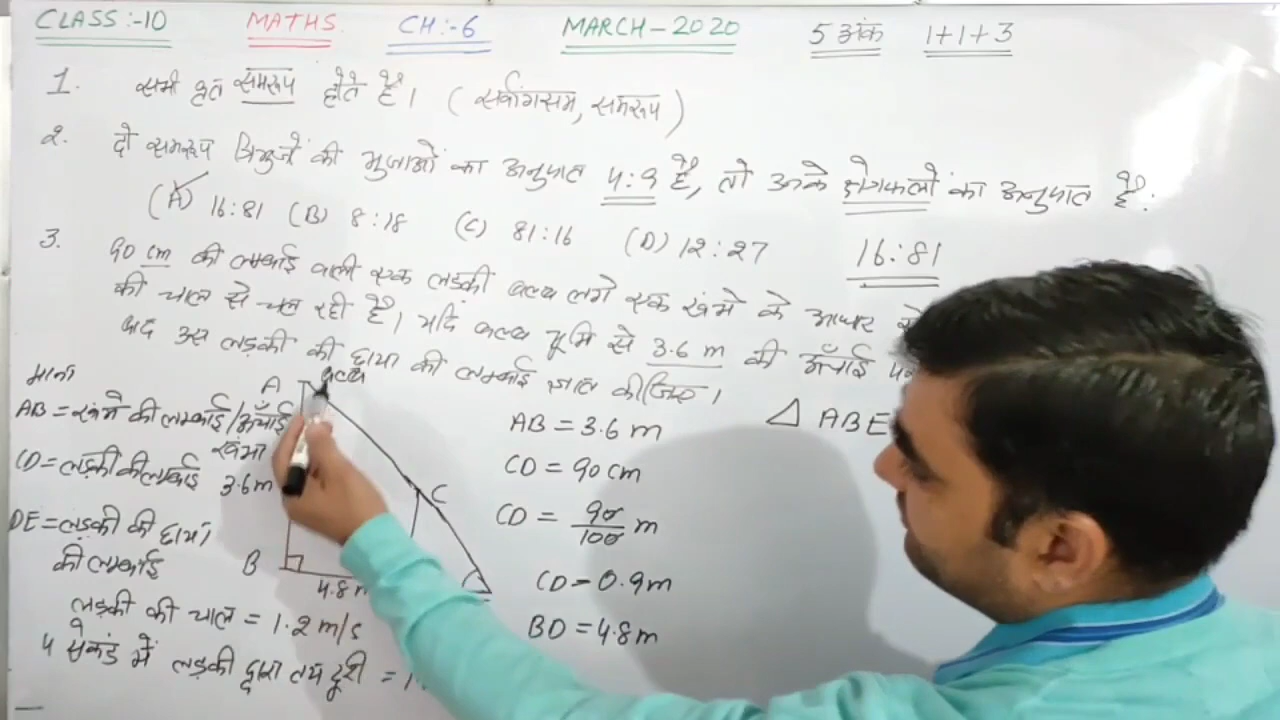 CLASS:-10 MATHS CH:-6 MARCH-2020 5 अंक 1+1+3
1. सभी वृत समरूप होते हैं। (सर्वांगसम, समरूप)
2. दो समरूप त्रिभुजों की भुजाओं का अनुपात 4:9 है, तो उनके क्षेत्रफलों का अनुपात है:
(A) 16:81 (B) 8:18 (C) 81:16 (D) 12:27 16:81
3. 90 cm की लम्बाई वाली एक लड़की बल्ब लगे एक खंभे के आधार से
की चाल से चल रही है। यदि बल्ब भूमि से 3.6 m की ऊँचाई पर
बाद उस लड़की की छाया की लम्बाई ज्ञात कीजिए।
माना
A बल्ब
AB = खंभे की लम्बाई/ऊँचाई
खंभा
CD = लड़की की लम्बाई 3.6m
C
DE = लड़की की छाया
की लम्बाई
B 4.8
लड़की की चाल = 1.2 m/s
4 सेकंड में लड़की द्वारा तय दूरी = 1
AB = 3.6 m
CD = 90 cm
CD = 90/100 m
CD = 0.9 m
BD = 4.8 m
△ ABE